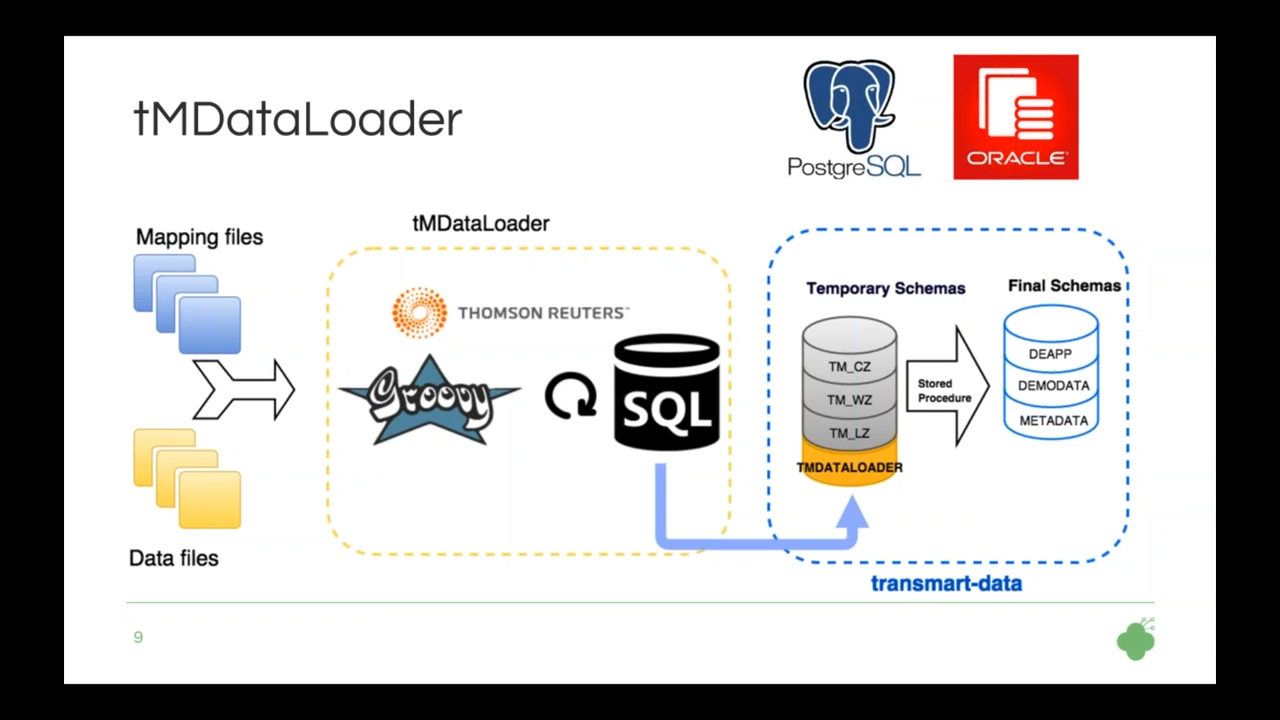 tMDataLoader
PostgreSQL
ORACLE®
tMDataLoader
Mapping files
Temporary Schemas
Final Schemas
THOMSON REUTERS™
Groovy
SQL
TM_CZ
TM_WZ
TM_LZ
TMDATALOADER
Stored
Procedure
DEAPP
DEMODATA
METADATA
Data files
transmart-data
9